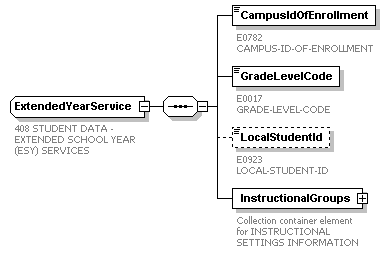 CampusIdOfEnrollment
E0782
CAMPUS-ID-OF-ENROLLMENT
GradeLevelCode
E0017
GRADE-LEVEL-CODE
ExtendedYearService
408 STUDENT DATA -
EXTENDED SCHOOL YEAR
(ESY) SERVICES
LocalStudentId
E0923
LOCAL-STUDENT-ID
InstructionalGroups
Collection container element
for INSTRUCTIONAL
SETTINGS INFORMATION